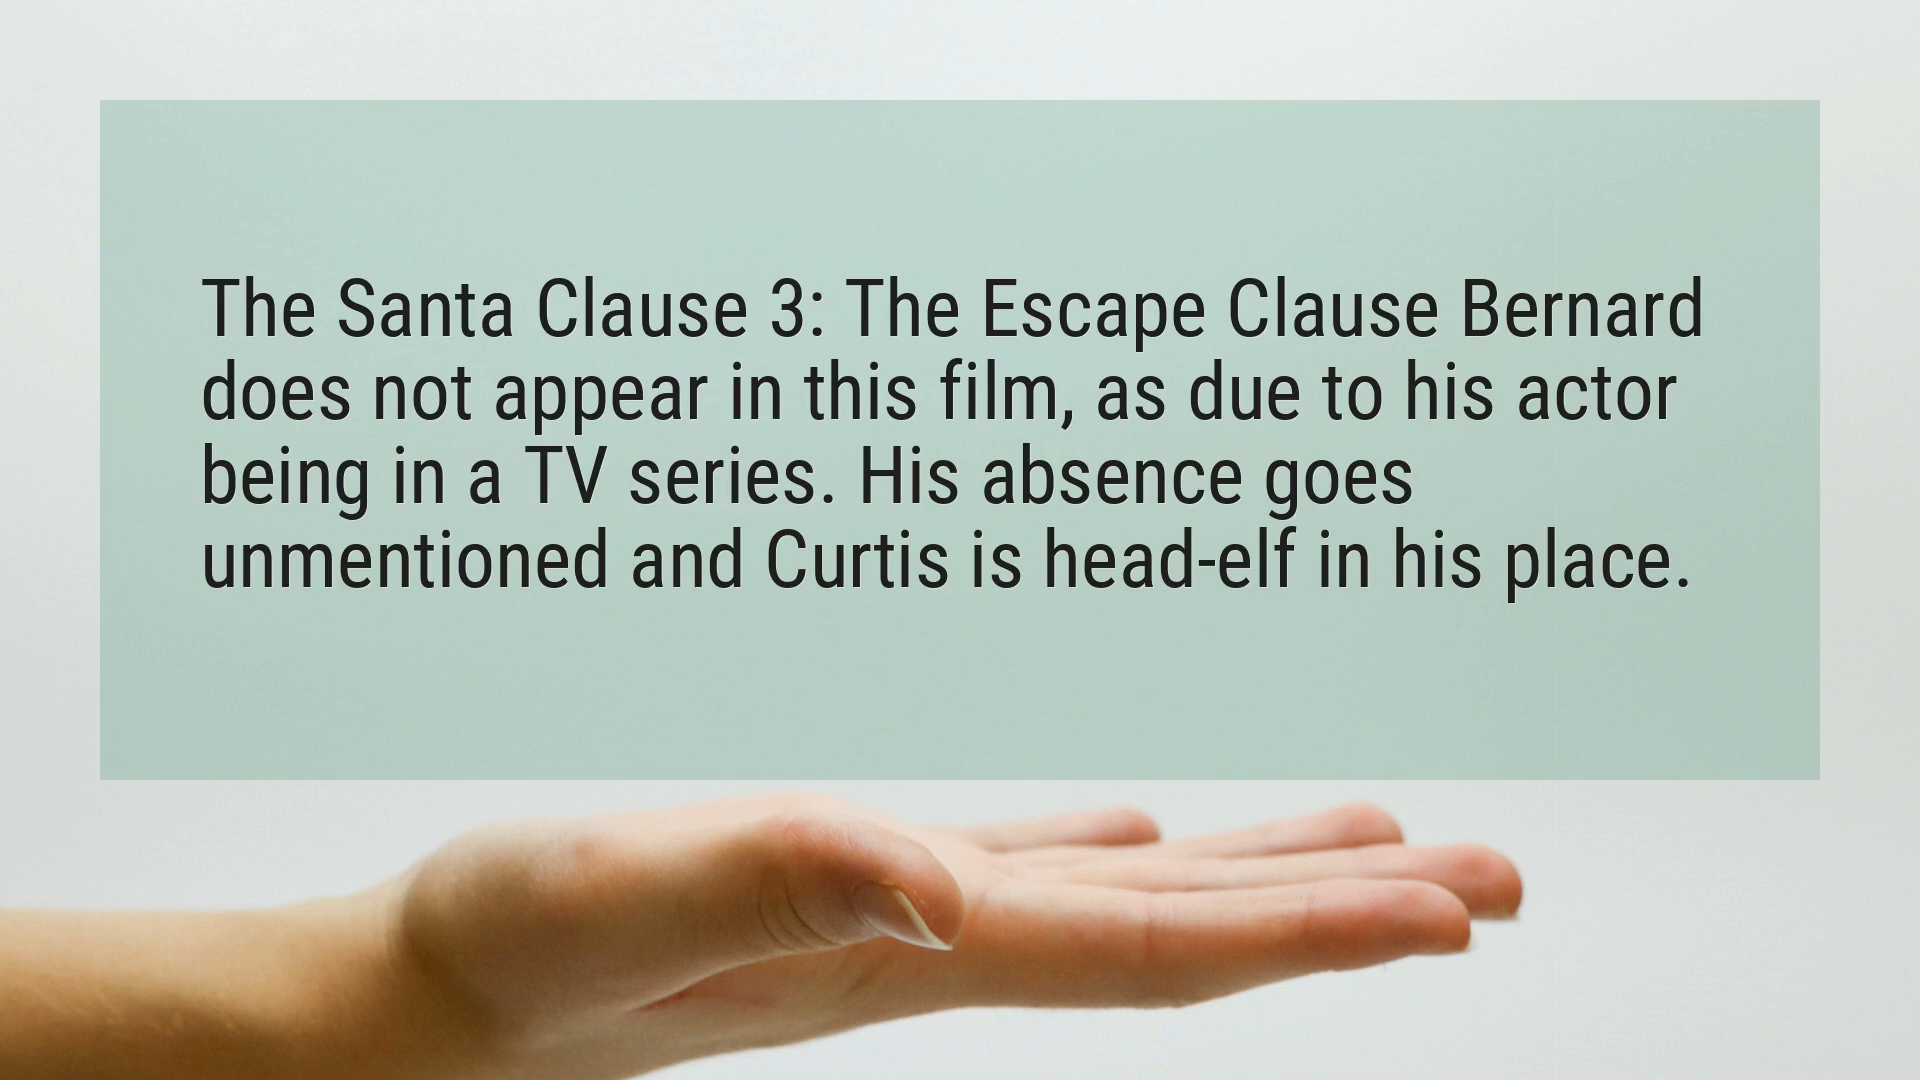 The Santa Clause 3: The Escape Clause Bernard
does not appear in this film, as due to his actor
being in a TV series. His absence goes
unmentioned and Curtis is head-elf in his place.